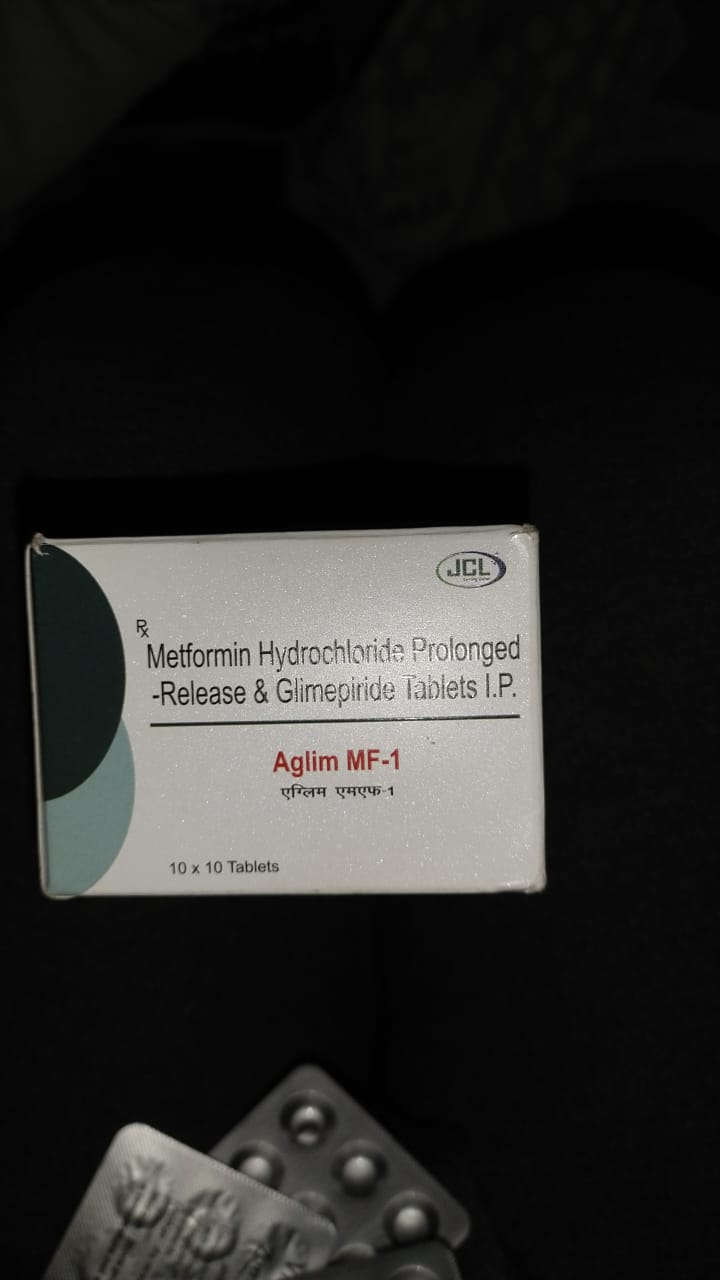 JCL
Rx
Metformin Hydrochloride Prolonged
-Release & Glimepiride Tablets I.P.
Aglim MF-1
एग्लिम एमएफ-1
10 x 10 Tablets